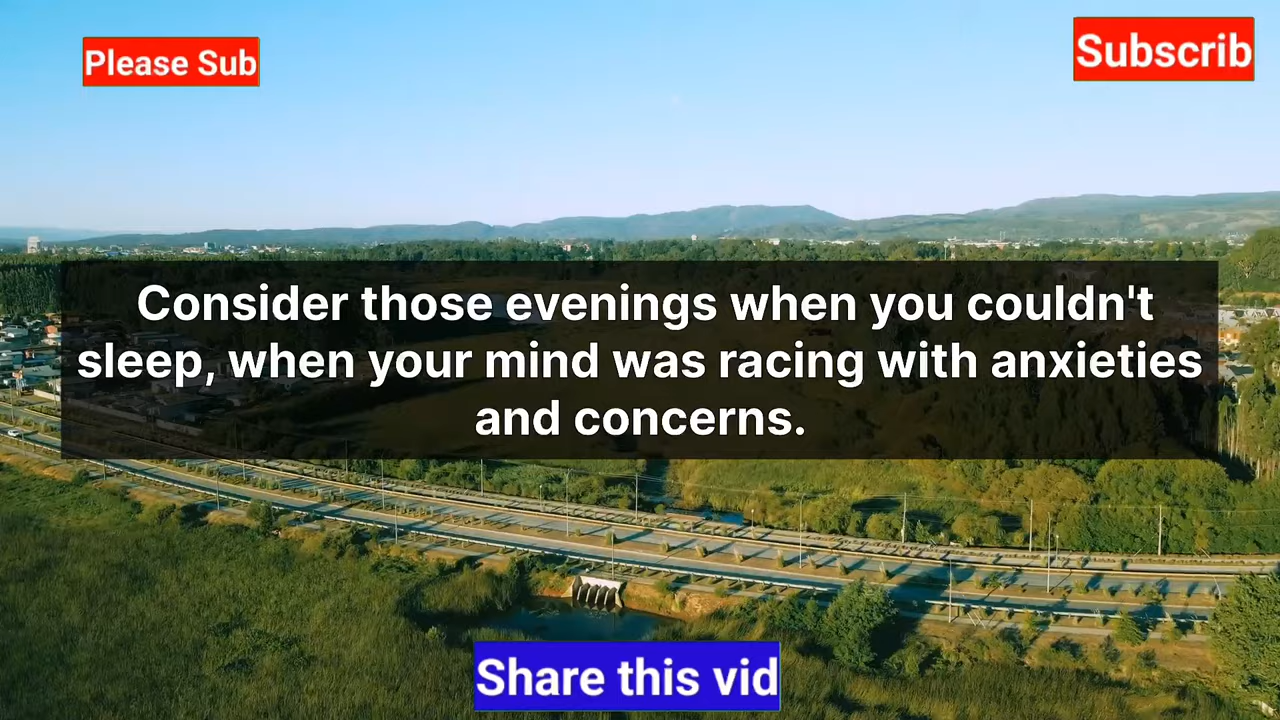 Please Sub
Subscrib
Consider those evenings when you couldn't
sleep, when your mind was racing with anxieties
and concerns.
Share this vid